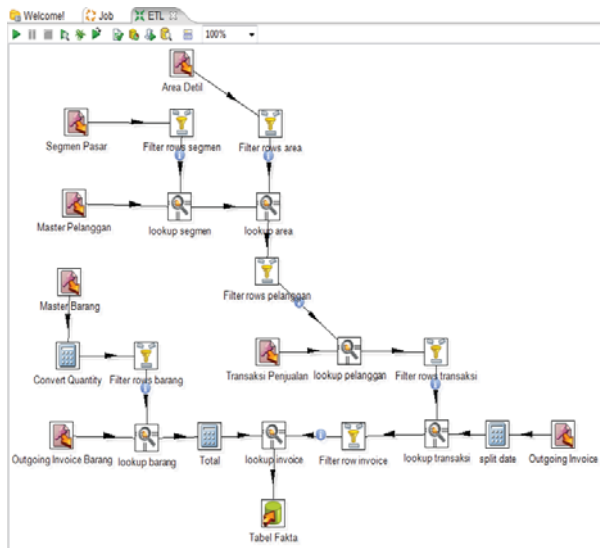 Welcome! Job ETL
100%
Area Detil
Segmen Pasar Filter rows segmen Filter rows area
Master Pelanggan lookup segmen lookup area
Filter rows pelanggan
Master Barang
Convert Quantity Filter rows barang Transaksi Penjualan lookup pelanggan Filter rows transaksi
Outgoing Invoice Barang lookup barang Total lookup invoice Filter row invoice lookup transaksi split date Outgoing Invoice
Tabel Fakta